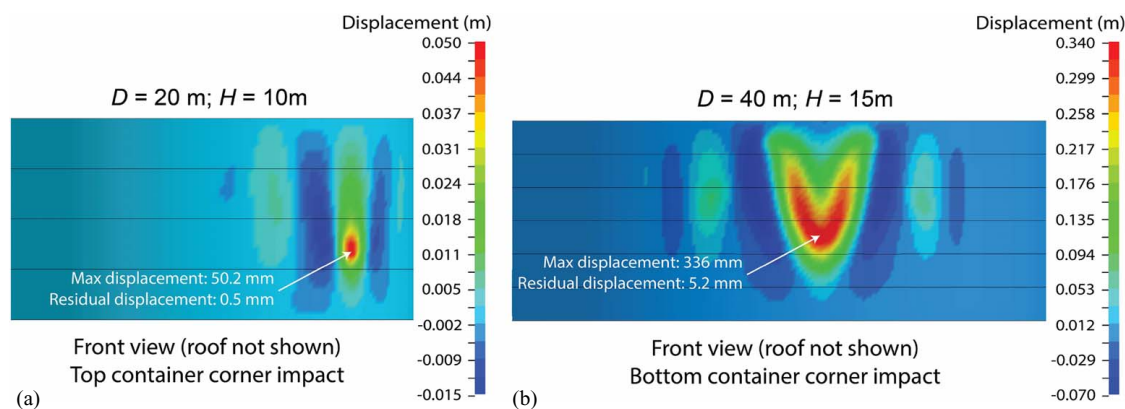 Displacement (m)
0.050
0.044
0.037
0.031
0.024
0.018
0.011
0.005
-0.002
-0.009
-0.015
D = 20 m; H = 10m
Max displacement: 50.2 mm
Residual displacement: 0.5 mm
Front view (roof not shown)
Top container corner impact
(a)
Displacement (m)
0.340
0.299
0.258
0.217
0.176
0.135
0.094
0.053
0.012
-0.029
-0.070
D = 40 m; H = 15m
Max displacement: 336 mm
Residual displacement: 5.2 mm
Front view (roof not shown)
Bottom container corner impact
(b)